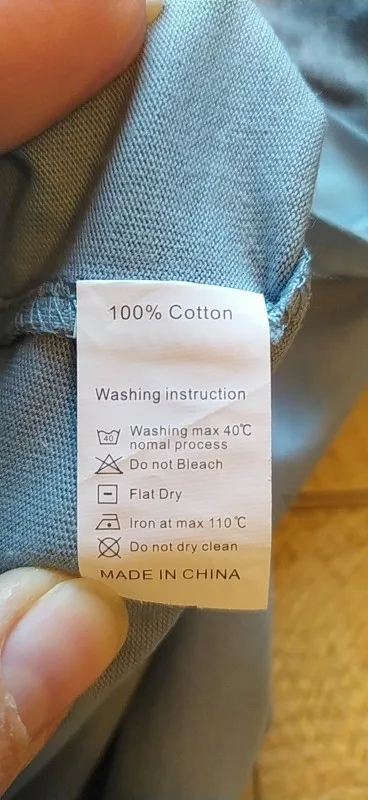 100% Cotton
Washing instruction
40
Washing max 40℃
nomal process
Do not Bleach
Flat Dry
Iron at max 110℃
Do not dry clean
MADE IN CHINA